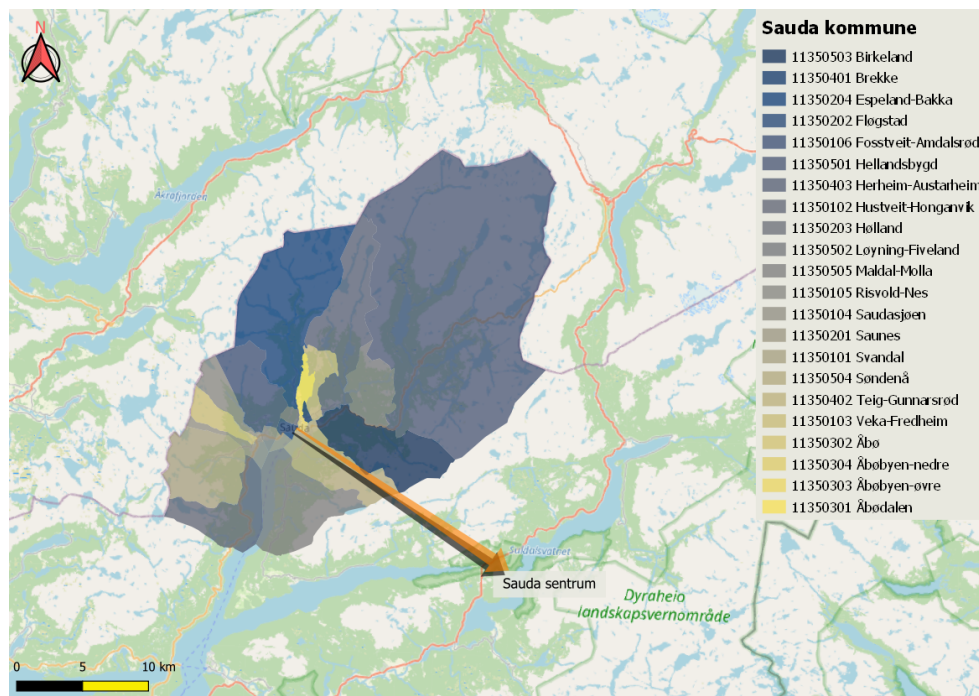 N
Sauda kommune
11350503 Birkeland
11350401 Brekke
11350204 Espeland-Bakka
11350202 Fløgstad
11350106 Fosstveit-Amdalsrød
11350501 Hellandsbygd
11350403 Herheim-Austarheim
11350102 Hustveit-Honganvik
11350203 Hølland
11350502 Løyning-Fiveland
11350505 Maldal-Molla
11350105 Risvold-Nes
11350104 Saudasjøen
11350201 Saunes
11350101 Svandal
11350504 Søndenå
11350402 Teig-Gunnarsrød
11350103 Veka-Fredheim
11350302 Åbø
11350304 Åbøbyen-nedre
11350303 Åbøbyen-øvre
11350301 Åbødalen
Åkrafjorden
Sauda
Suldalsvatnet
Sauda sentrum
Dyraheio
landskapsvernområde
0 5 10 km